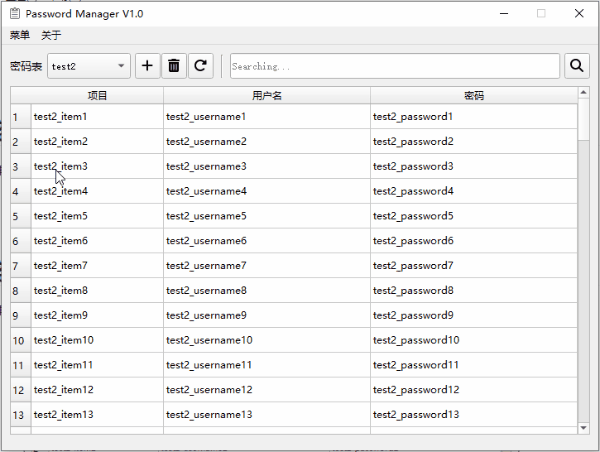 Password Manager V1.0
菜单 关于
密码表 test2 Searching...
项目 用户名 密码
1 test2_item1 test2_username1 test2_password1
2 test2_item2 test2_username2 test2_password2
3 test2_item3 test2_username3 test2_password3
4 test2_item4 test2_username4 test2_password4
5 test2_item5 test2_username5 test2_password5
6 test2_item6 test2_username6 test2_password6
7 test2_item7 test2_username7 test2_password7
8 test2_item8 test2_username8 test2_password8
9 test2_item9 test2_username9 test2_password9
10 test2_item10 test2_username10 test2_password10
11 test2_item11 test2_username11 test2_password11
12 test2_item12 test2_username12 test2_password12
13 test2_item13 test2_username13 test2_password13